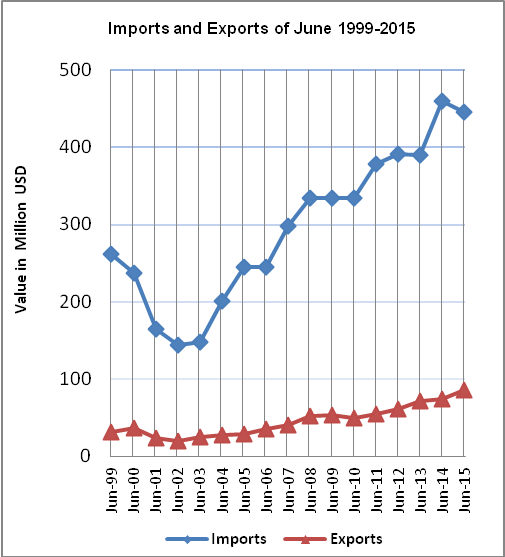 Imports and Exports of June 1999-2015
Value in Million USD
500
400
300
200
100
0
Jun-99
Jun-00
Jun-01
Jun-02
Jun-03
Jun-04
Jun-05
Jun-06
Jun-07
Jun-08
Jun-09
Jun-10
Jun-11
Jun-12
Jun-13
Jun-14
Jun-15
Imports Exports